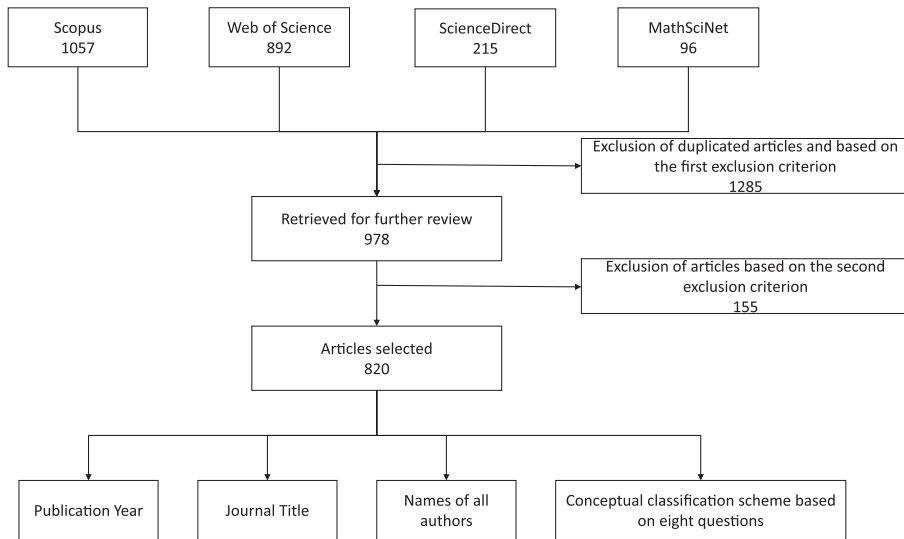 Scopus
1057
Web of Science
892
ScienceDirect
215
MathSciNet
96
Exclusion of duplicated articles and based on
the first exclusion criterion
1285
Retrieved for further review
978
Exclusion of articles based on the second
exclusion criterion
155
Articles selected
820
Publication Year
Journal Title
Names of all
authors
Conceptual classification scheme based
on eight questions